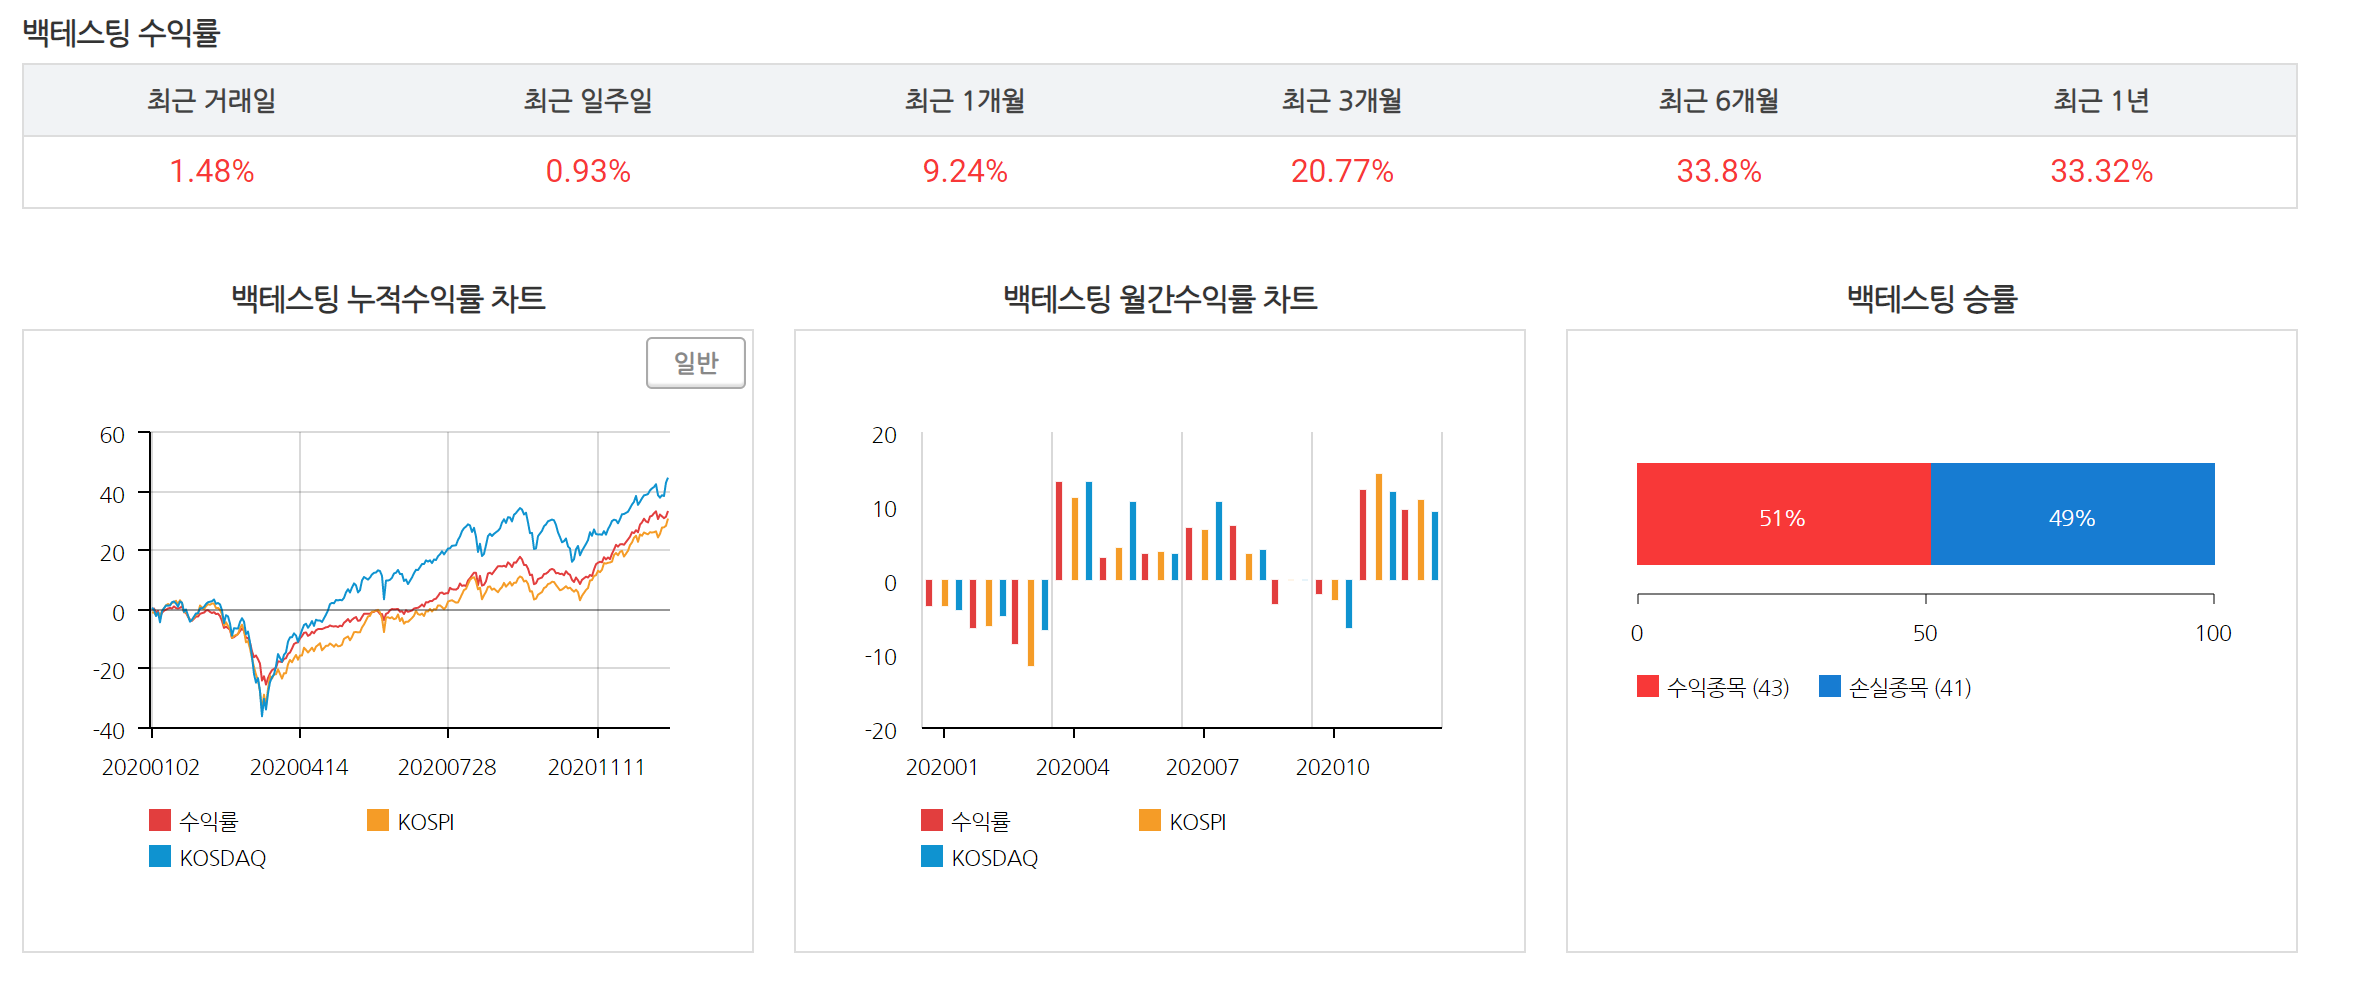 백테스팅 수익률
최근 거래일 최근 일주일 최근 1개월 최근 3개월 최근 6개월 최근 1년
1.48% 0.93% 9.24% 20.77% 33.8% 33.32%
백테스팅 누적수익률 차트
일반
60
40
20
0
-20
-40
20200102 20200414 20200728 20201111
수익률 KOSPI
KOSDAQ
백테스팅 월간수익률 차트
20
10
0
-10
-20
202001 202004 202007 202010
수익률 KOSPI
KOSDAQ
백테스팅 승률
51% 49%
0 50 100
수익종목 (43) 손실종목 (41)